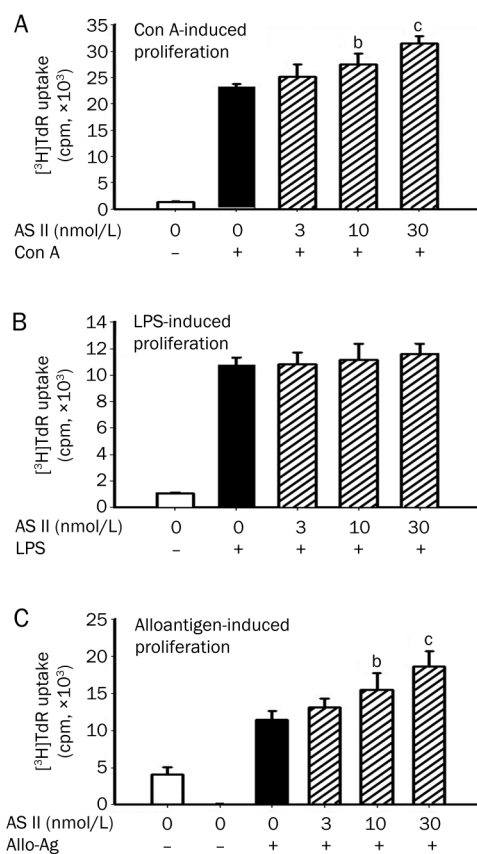 A
Con A-induced
proliferation
[³H]TdR uptake
(cpm, ×10³)
35
30
25
20
15
10
5
0
b
c
AS II (nmol/L) 0 0 3 10 30
Con A – + + + +
B
LPS-induced
proliferation
[³H]TdR uptake
(cpm, ×10³)
14
12
10
8
6
4
2
0
AS II (nmol/L) 0 0 3 10 30
LPS – + + + +
C
Alloantigen-induced
proliferation
[³H]TdR uptake
(cpm, ×10³)
25
20
15
10
5
0
b
c
AS II (nmol/L) 0 0 0 3 10 30
Allo-Ag – – + + + +